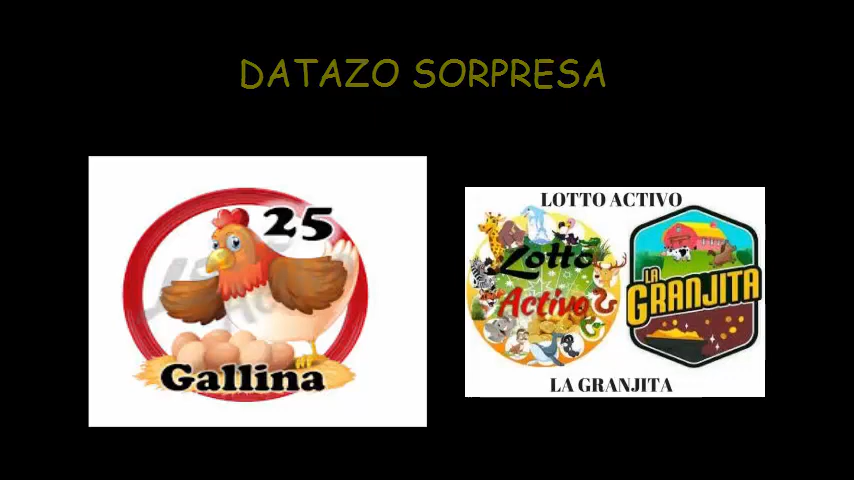 DATAZO SORPRESA
25
Gallina
LOTTO ACTIVO
Lotto
Activo
LA
GRANJITA
LA GRANJITA